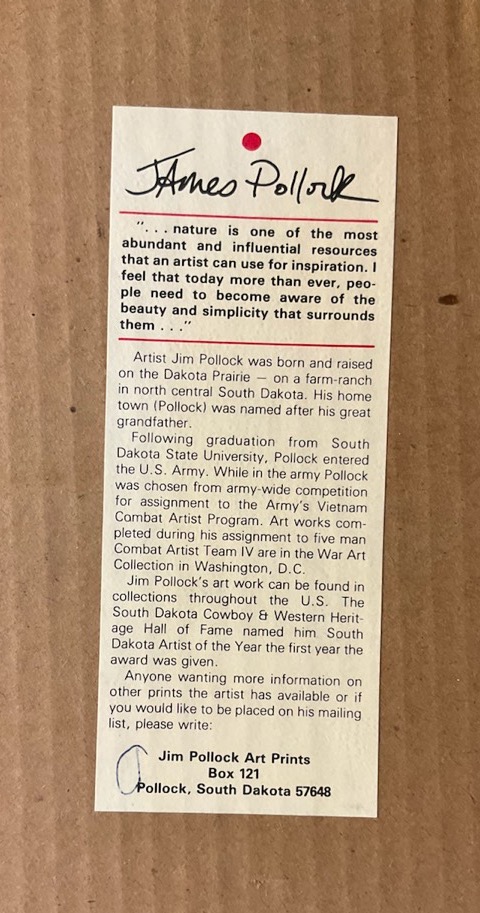 James Pollock
". . . nature is one of the most
abundant and influential resources
that an artist can use for inspiration. I
feel that today more than ever, peo-
ple need to become aware of the
beauty and simplicity that surrounds
them . . ."
Artist Jim Pollock was born and raised
on the Dakota Prairie — on a farm-ranch
in north central South Dakota. His home
town (Pollock) was named after his great
grandfather.
Following graduation from South
Dakota State University, Pollock entered
the U.S. Army. While in the army Pollock
was chosen from army-wide competition
for assignment to the Army's Vietnam
Combat Artist Program. Art works com-
pleted during his assignment to five man
Combat Artist Team IV are in the War Art
Collection in Washington, D.C.
Jim Pollock's art work can be found in
collections throughout the U.S. The
South Dakota Cowboy & Western Herit-
age Hall of Fame named him South
Dakota Artist of the Year the first year the
award was given.
Anyone wanting more information on
other prints the artist has available or if
you would like to be placed on his mailing
list, please write:
Jim Pollock Art Prints
Box 121
Pollock, South Dakota 57648